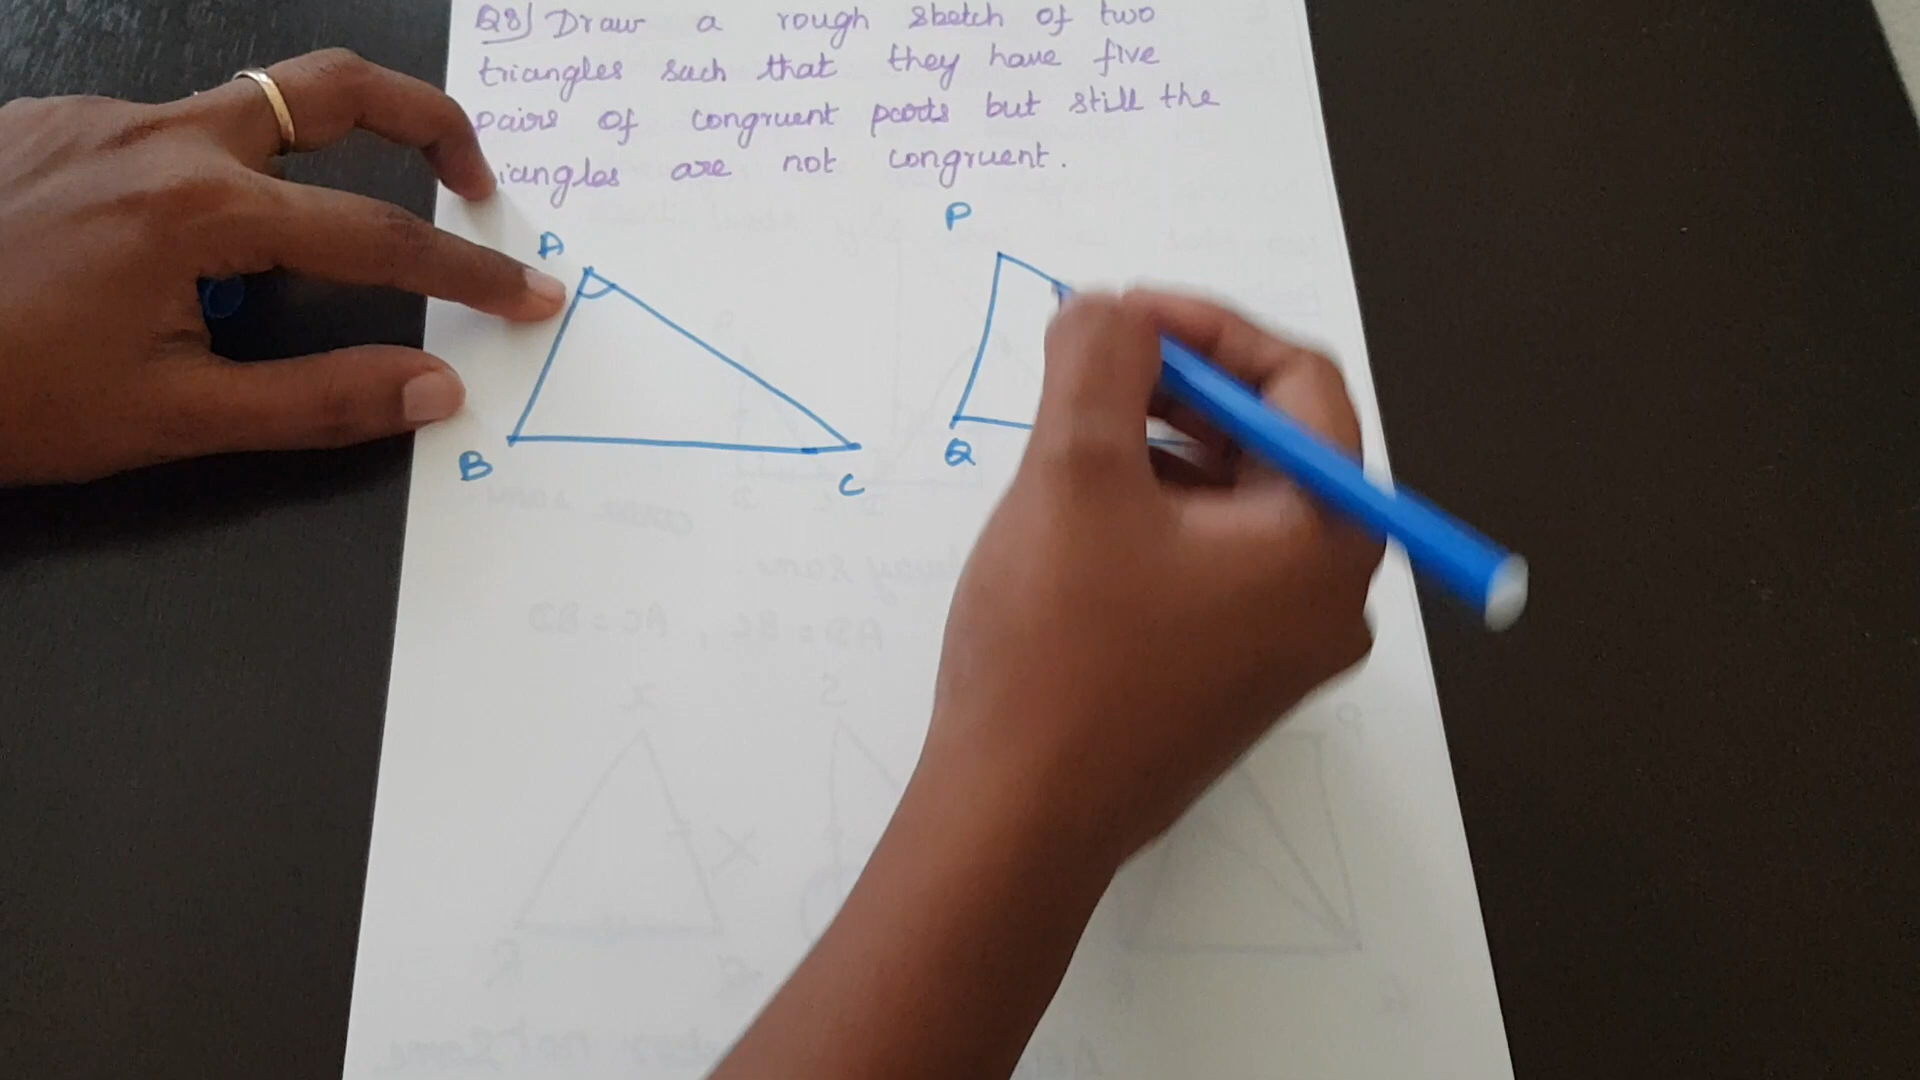 Q8) Draw a rough sketch of two
triangles such that they have five
pairs of congruent parts but still the
iangles are not congruent.
P
A
B
C
Q